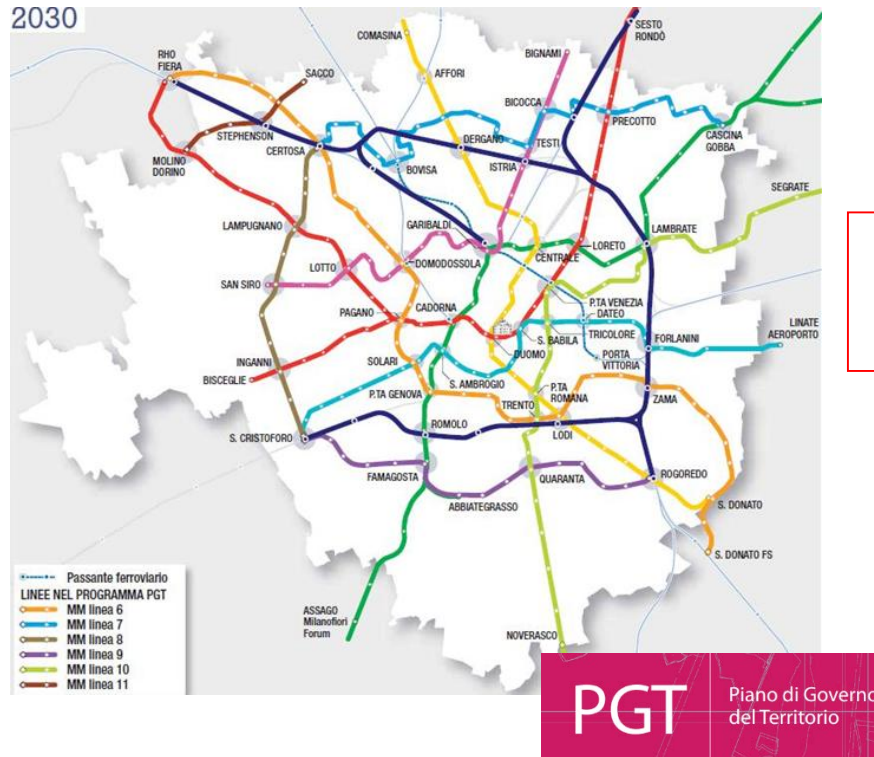 2030
COMASINA
SESTO
RONDÒ
RHO
FIERA
SACCO
AFFORI
BIGNAMI
BICOCCA
PRECOTTO
CASCINA
GOBBA
STEPHENSON
CERTOSA
DERGANO
TESTI
MOLINO
DORINO
BOVISA
ISTRIA
SEGRATE
LAMPUGNANO
GARIBALDI
CENTRALE
LORETO
LAMBRATE
LOTTO
DOMODOSSOLA
SAN SIRO
P.TA VENEZIA
DATEO
PAGANO
CADORNA
TRICOLORE
FORLANINI
LINATE
AEROPORTO
S. BABILA
INGANNI
SOLARI
DUOMO
PORTA
VITTORIA
BISCEGLIE
S. AMBROGIO
P.TA GENOVA
P.TA
ROMANA
TRENTO
ZAMA
S. CRISTOFORO
ROMOLO
LODI
FAMAGOSTA
QUARANTA
ROGOREDO
ABBIATEGRASSO
S. DONATO
S. DONATO FS
Passante ferroviario
LINEE NEL PROGRAMMA PGT
MM linea 6
MM linea 7
MM linea 8
MM linea 9
MM linea 10
MM linea 11
ASSAGO
Milanofiori
Forum
NOVERASCO
PGT
Piano di Governo
del Territorio